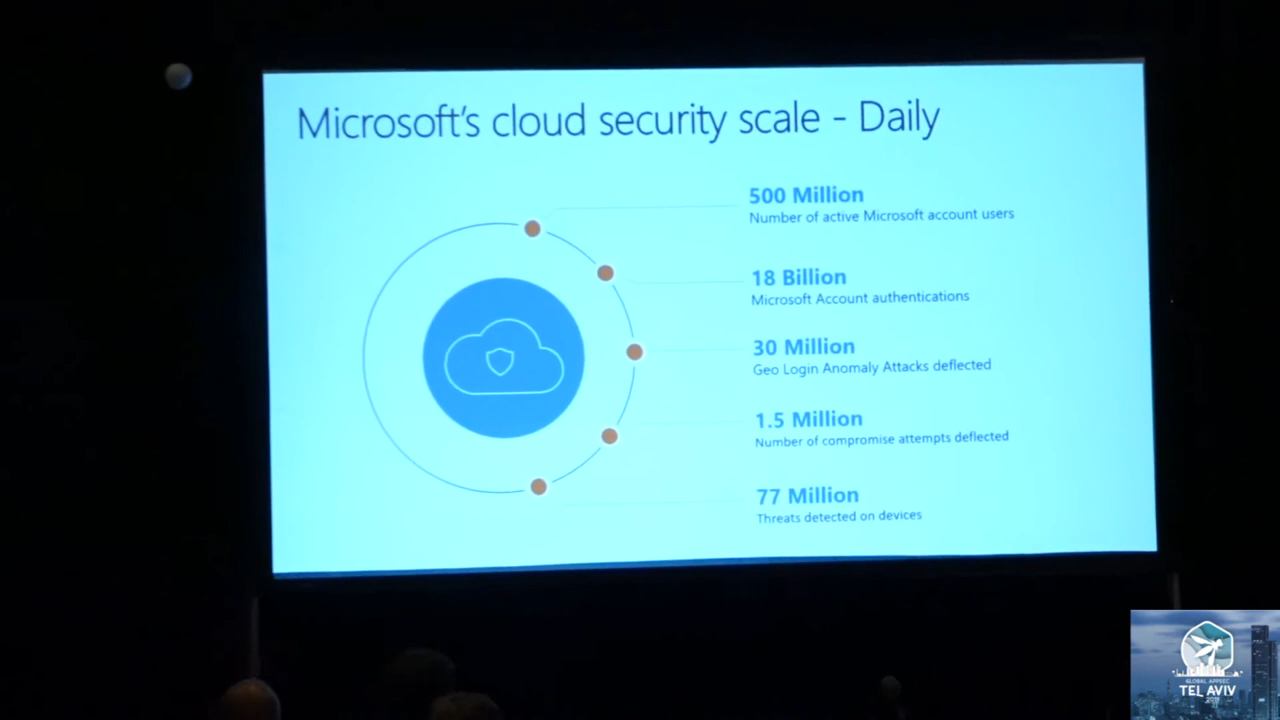 Microsoft's cloud security scale - Daily
500 Million
Number of active Microsoft account users
18 Billion
Microsoft Account authentications
30 Million
Geo Login Anomaly Attacks deflected
1.5 Million
Number of compromise attempts deflected
77 Million
Threats detected on devices
GLOBAL APPSEC
TEL AVIV